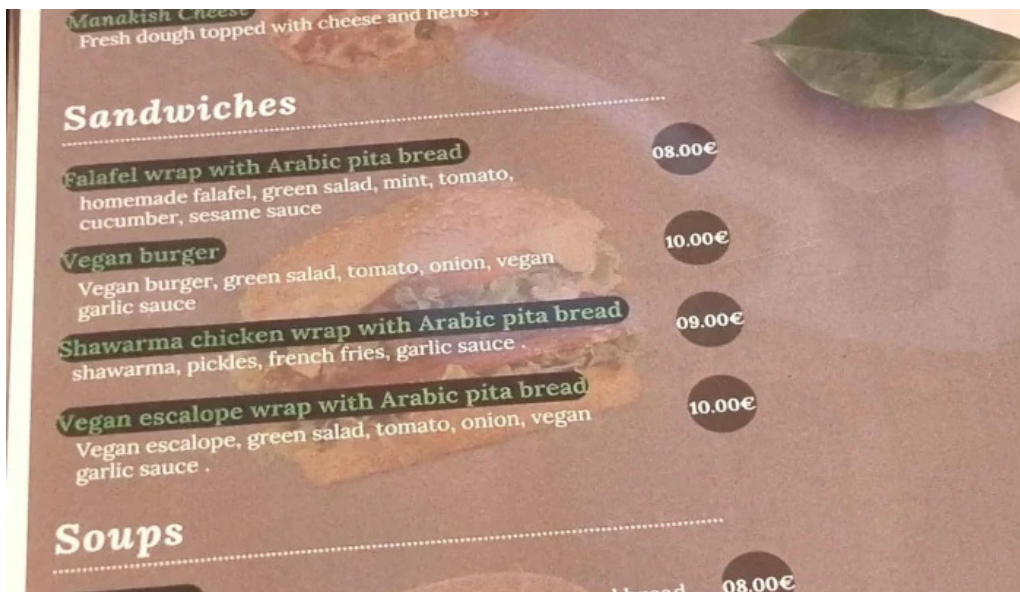 Manakish Cheese
Fresh dough topped with cheese and herbs .
Sandwiches
Falafel wrap with Arabic pita bread
08.00€
homemade falafel, green salad, mint, tomato,
cucumber, sesame sauce
Vegan burger
10.00€
Vegan burger, green salad, tomato, onion, vegan
garlic sauce
Shawarma chicken wrap with Arabic pita bread
09.00€
shawarma, pickles, french fries, garlic sauce .
Vegan escalope wrap with Arabic pita bread
10.00€
Vegan escalope, green salad, tomato, onion, vegan
garlic sauce .
Soups
08.00€